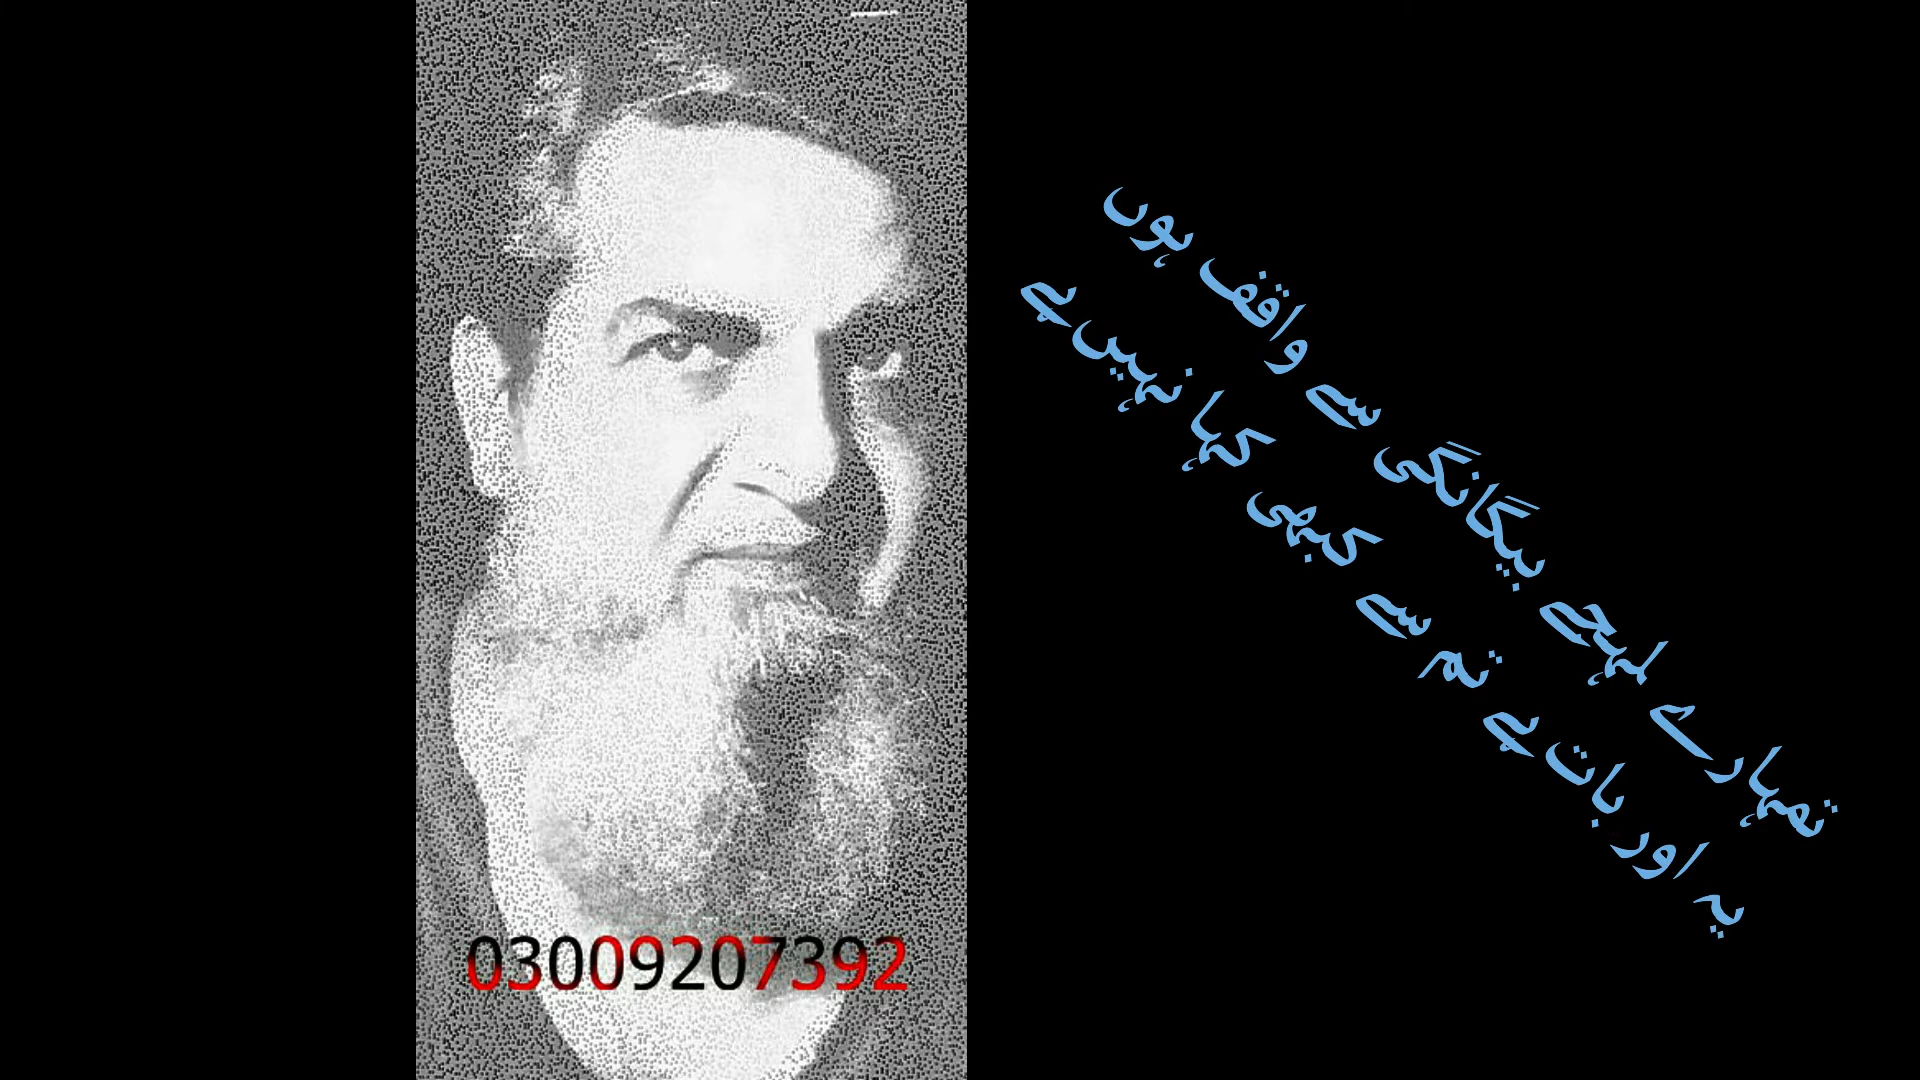 تمہارے لہجے بیگانگی سے واقف ہوں
یہ اور بات ہے تم سے کبھی کہا نہیں ہے
03009207392